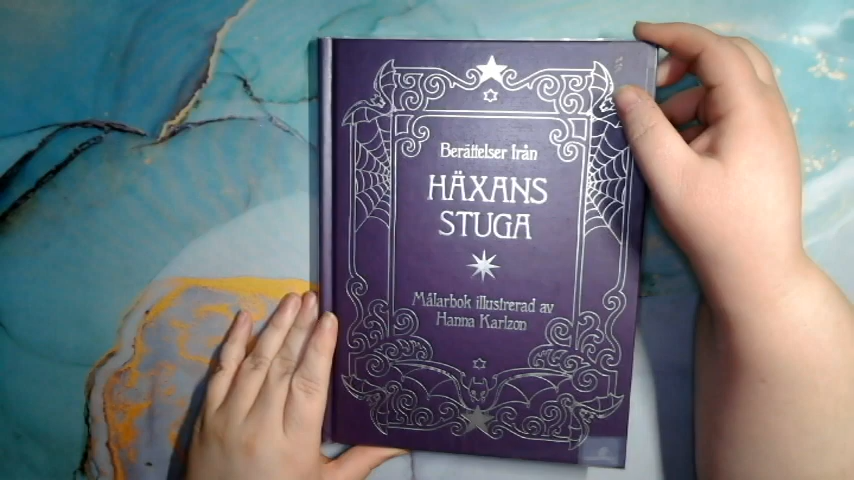 Berättelser från
HÄXANS
STUGA
Målarbok illustrerad av
Hanna Karlzon